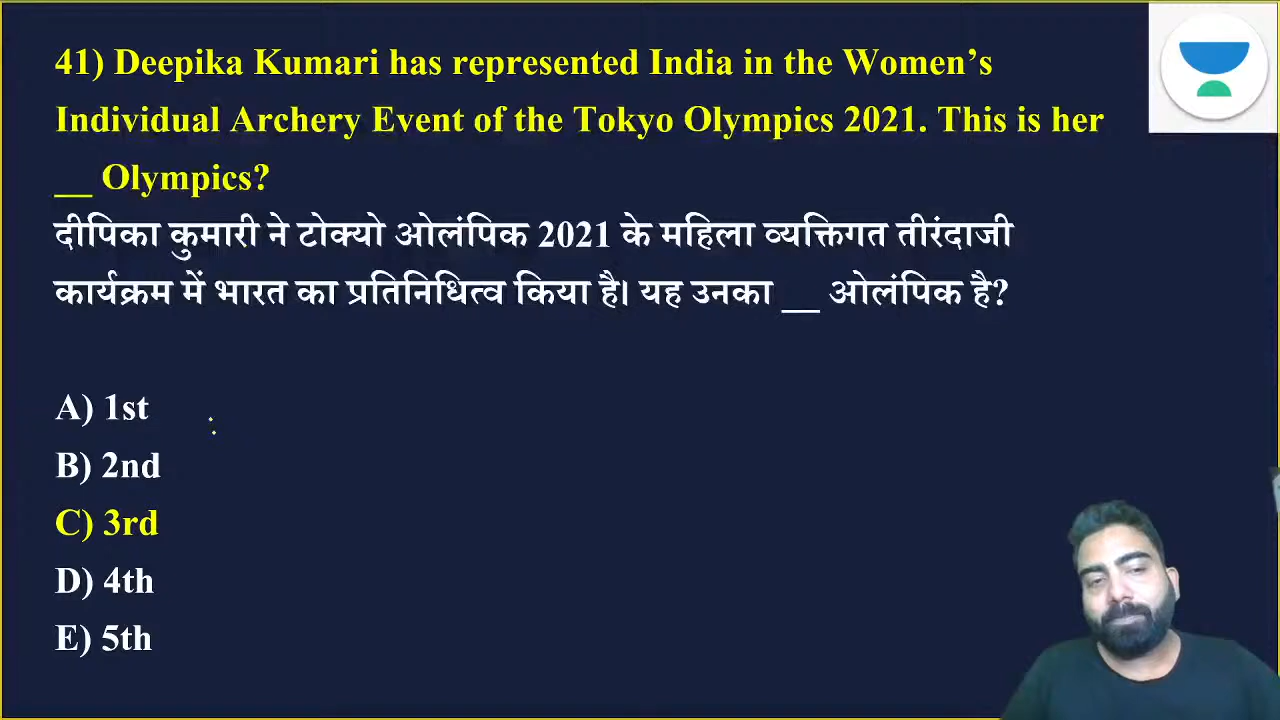 41) Deepika Kumari has represented India in the Women’s
Individual Archery Event of the Tokyo Olympics 2021. This is her
__ Olympics?
दीपिका कुमारी ने टोक्यो ओलंपिक 2021 के महिला व्यक्तिगत तीरंदाजी
कार्यक्रम में भारत का प्रतिनिधित्व किया है। यह उनका __ ओलंपिक है?
A) 1st
B) 2nd
C) 3rd
D) 4th
E) 5th